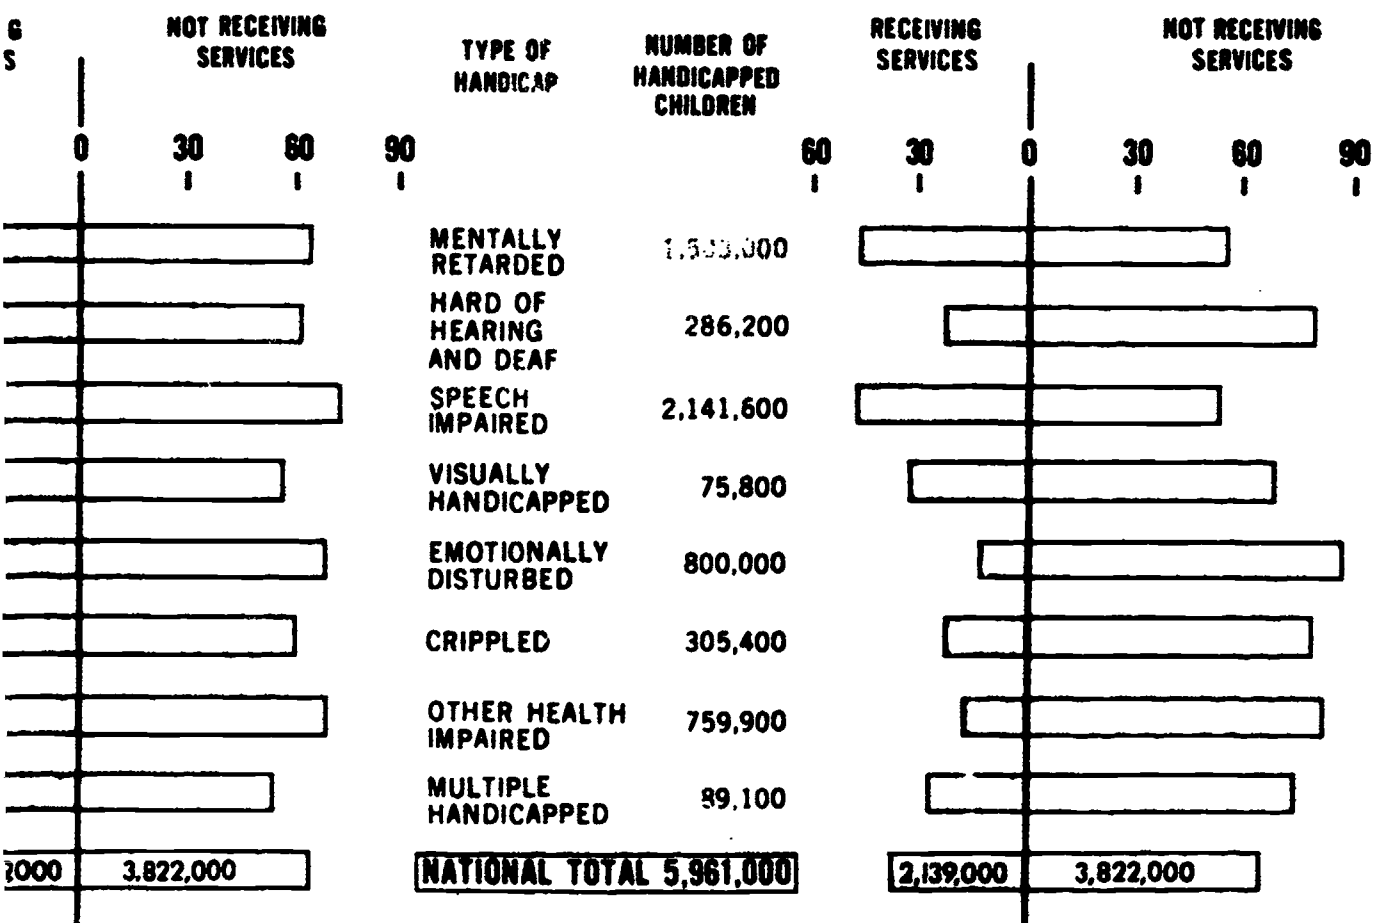 G
S
NOT RECEIVING
SERVICES
0 30 60 90
3.822,000
TYPE OF
HANDICAP
NUMBER OF
HANDICAPPED
CHILDREN
RECEIVING
SERVICES
NOT RECEIVING
SERVICES
60 30 0 30 60 90
MENTALLY
RETARDED
HARD OF
HEARING
AND DEAF
286,200
SPEECH
IMPAIRED
2,141,600
VISUALLY
HANDICAPPED
75,800
EMOTIONALLY
DISTURBED
800,000
CRIPPLED
305,400
OTHER HEALTH
IMPAIRED
759,900
MULTIPLE
HANDICAPPED
89,100
NATIONAL TOTAL 5,961,000
2,139,000
3,822,000